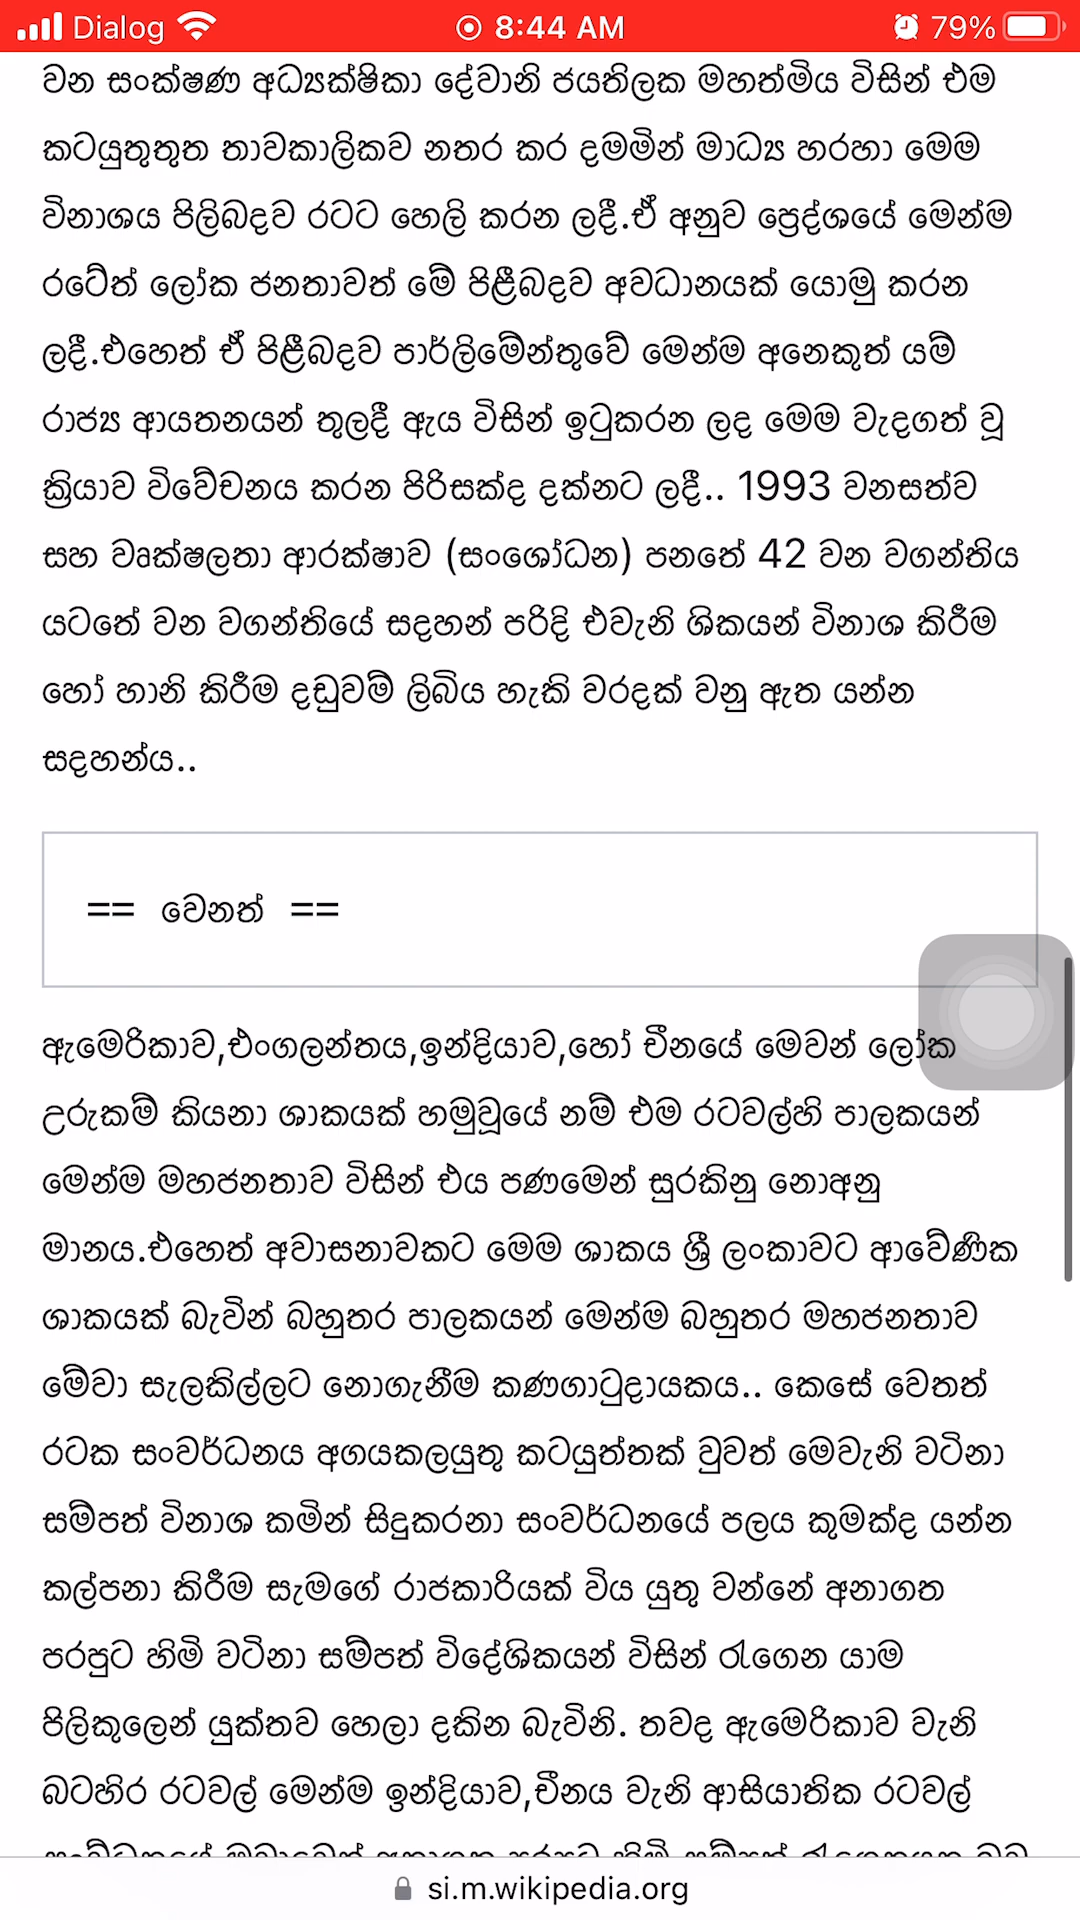 Dialog 8:44 AM 79%
වන සංක්ෂණ අධ්‍යක්ෂිකා දේවානි ජයතිලක මහත්මිය විසින් එම
කටයුතුතුත තාවකාලිකව නතර කර දමමින් මාධ්‍ය හරහා මෙම
විනාශය පිලිබදව රටට හෙලි කරන ලදී.ඒ අනුව ප්‍රෙද්ශයේ මෙන්ම
රටේත් ලෝක ජනතාවත් මේ පිළීබදව අවධානයක් යොමු කරන
ලදී.එහෙත් ඒ පිළීබදව පාර්ලිමේන්තුවේ මෙන්ම අනෙකුත් යම්
රාජ්‍ය ආයතනයන් තුලදී ඇය විසින් ඉටුකරන ලද මෙම වැදගත් වූ
ක්‍රියාව විවේචනය කරන පිරිසක්ද දක්නට ලදී.. 1993 වනසත්ව
සහ වෘක්ෂලතා ආරක්ෂාව (සංශෝධන) පනතේ 42 වන වගන්තිය
යටතේ වන වගන්තියේ සදහන් පරිදි එවැනි ශිකයන් විනාශ කිරීම
හෝ හානි කිරීම දඩුවම් ලිබිය හැකි වරදක් වනු ඇත යන්න
සදහන්ය..
== වෙනත් ==
ඇමෙරිකාව,එංගලන්තය,ඉන්දියාව,හෝ චීනයේ මෙවන් ලෝක
උරුකම් කියනා ශාකයක් හමුවූයේ නම් එම රටවල්හි පාලකයන්
මෙන්ම මහජනතාව විසින් එය පණමෙන් සුරකිනු නොඅනු
මානය.එහෙත් අවාසනාවකට මෙම ශාකය ශ්‍රී ලංකාවට ආවේණික
ශාකයක් බැවින් බහුතර පාලකයන් මෙන්ම බහුතර මහජනතාව
මේවා සැලකිල්ලට නොගැනීම කණගාටුදායකය.. කෙසේ වෙතත්
රටක සංවර්ධනය අගයකලයුතු කටයුත්තක් වුවත් මෙවැනි වටිනා
සම්පත් විනාශ කමින් සිදුකරනා සංවර්ධනයේ පලය කුමක්ද යන්න
කල්පනා කිරීම සැමගේ රාජකාරියක් විය යුතු වන්නේ අනාගත
පරපුට හිමි වටිනා සම්පත් විදේශිකයන් විසින් රැගෙන යාම
පිලිකුලෙන් යුක්තව හෙලා දකින බැවිනි. තවද ඇමෙරිකාව වැනි
බටහිර රටවල් මෙන්ම ඉන්දියාව,චීනය වැනි ආසියාතික රටවල්
si.m.wikipedia.org